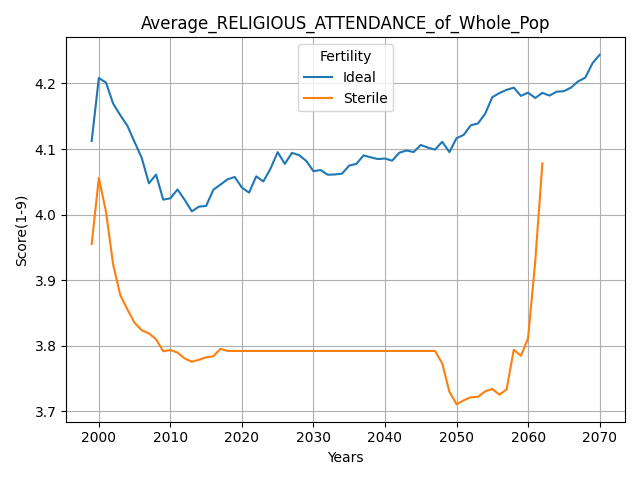 Average_RELIGIOUS_ATTENDANCE_of_Whole_Pop
Fertility
Ideal
Sterile
Score(1-9)
4.2
4.1
4.0
3.9
3.8
3.7
2000 2010 2020 2030 2040 2050 2060 2070
Years